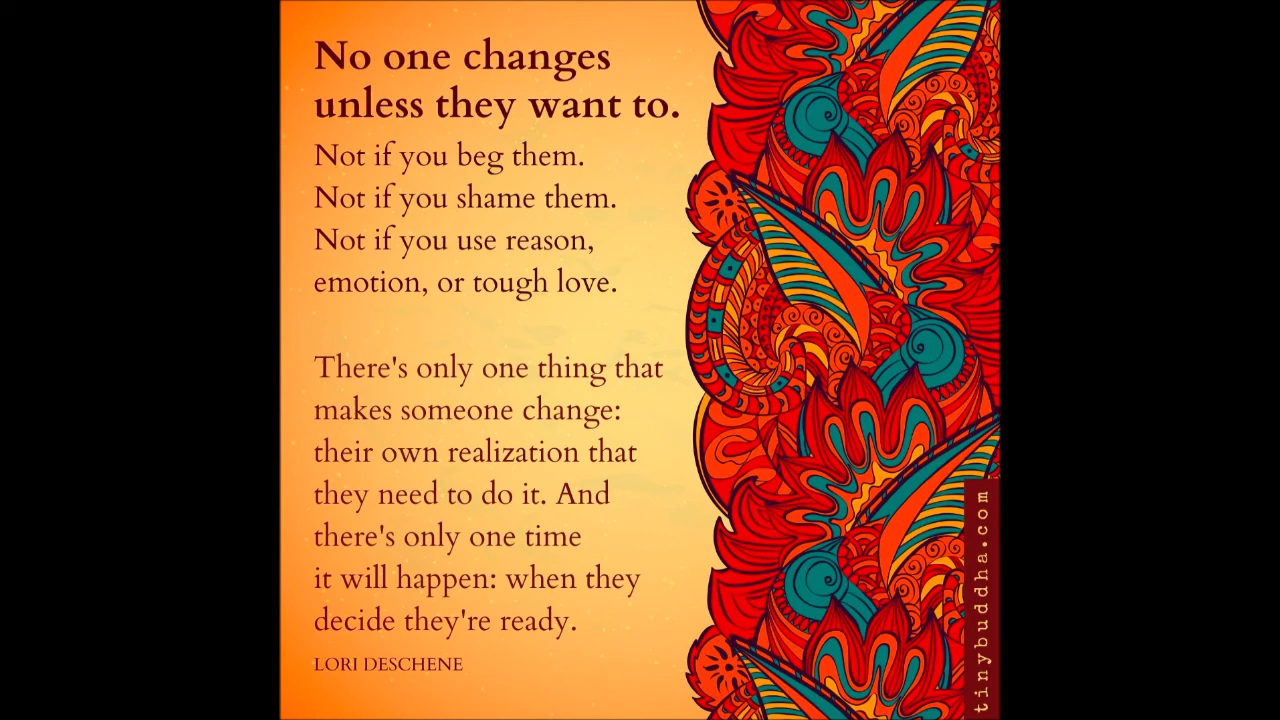 No one changes
unless they want to.
Not if you beg them.
Not if you shame them.
Not if you use reason,
emotion, or tough love.
There's only one thing that
makes someone change:
their own realization that
they need to do it. And
there's only one time
it will happen: when they
decide they're ready.
LORI DESCHENE
tinybuddha.com